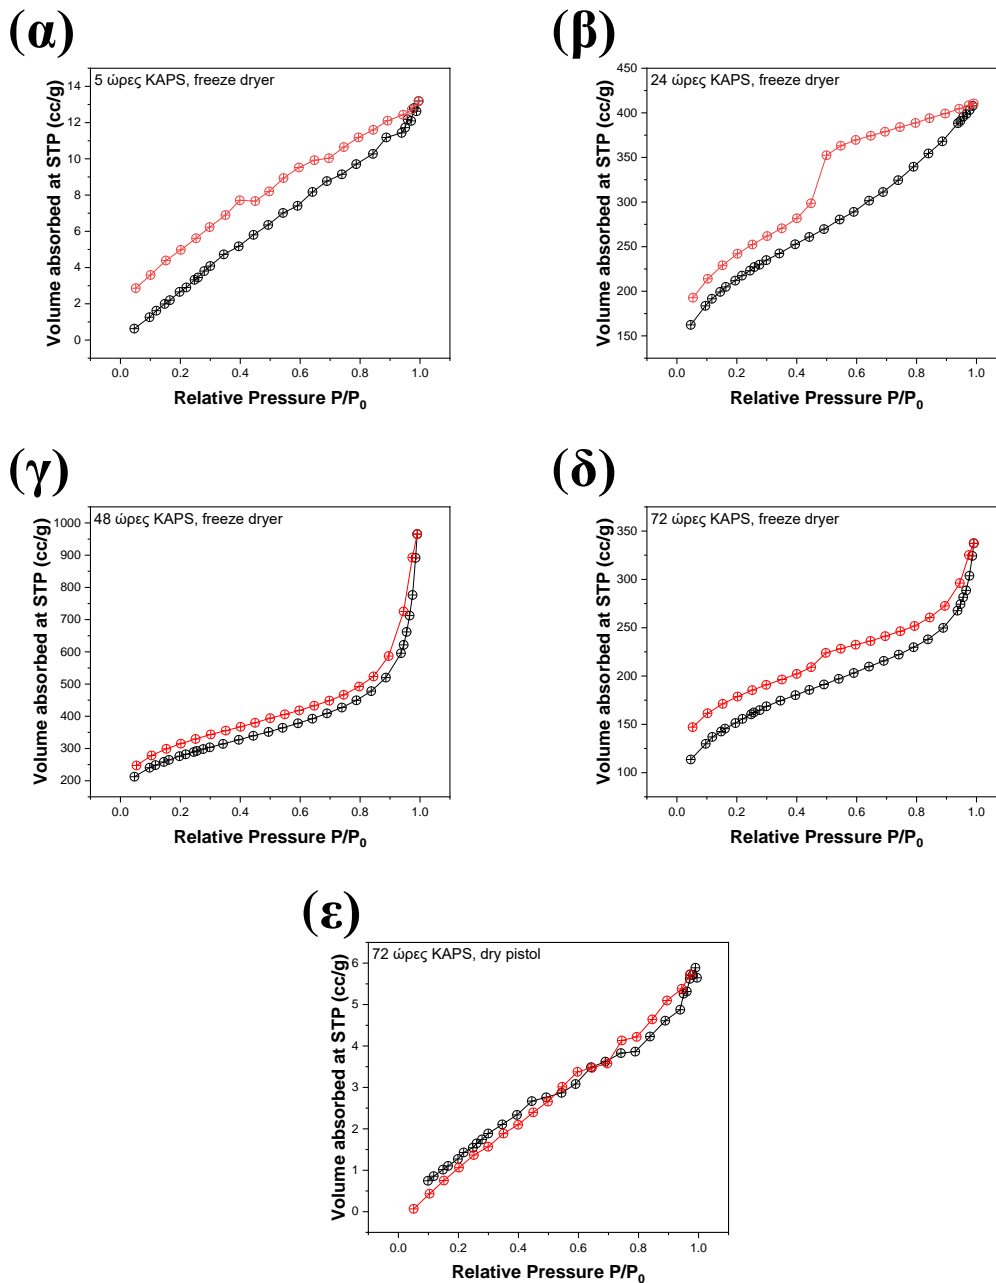 (α)
5 ώρες KAPS, freeze dryer
Volume absorbed at STP (cc/g)
14
12
10
8
6
4
2
0
0.0 0.2 0.4 0.6 0.8 1.0
Relative Pressure P/P₀
(β)
24 ώρες KAPS, freeze dryer
Volume absorbed at STP (cc/g)
450
400
350
300
250
200
150
0.0 0.2 0.4 0.6 0.8 1.0
Relative Pressure P/P₀
(γ)
48 ώρες KAPS, freeze dryer
Volume absorbed at STP (cc/g)
1000
900
800
700
600
500
400
300
200
0.0 0.2 0.4 0.6 0.8 1.0
Relative Pressure P/P₀
(δ)
72 ώρες KAPS, freeze dryer
Volume absorbed at STP (cc/g)
350
300
250
200
150
100
0.0 0.2 0.4 0.6 0.8 1.0
Relative Pressure P/P₀
(ε)
72 ώρες KAPS, dry pistol
Volume absorbed at STP (cc/g)
6
5
4
3
2
1
0
0.0 0.2 0.4 0.6 0.8 1.0
Relative Pressure P/P₀